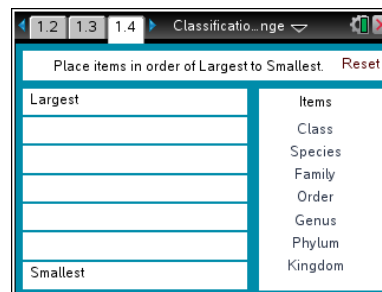 1.2 1.3 1.4 Classificatio...nge
Place items in order of Largest to Smallest. Reset
Largest
Smallest
Items
Class
Species
Family
Order
Genus
Phylum
Kingdom